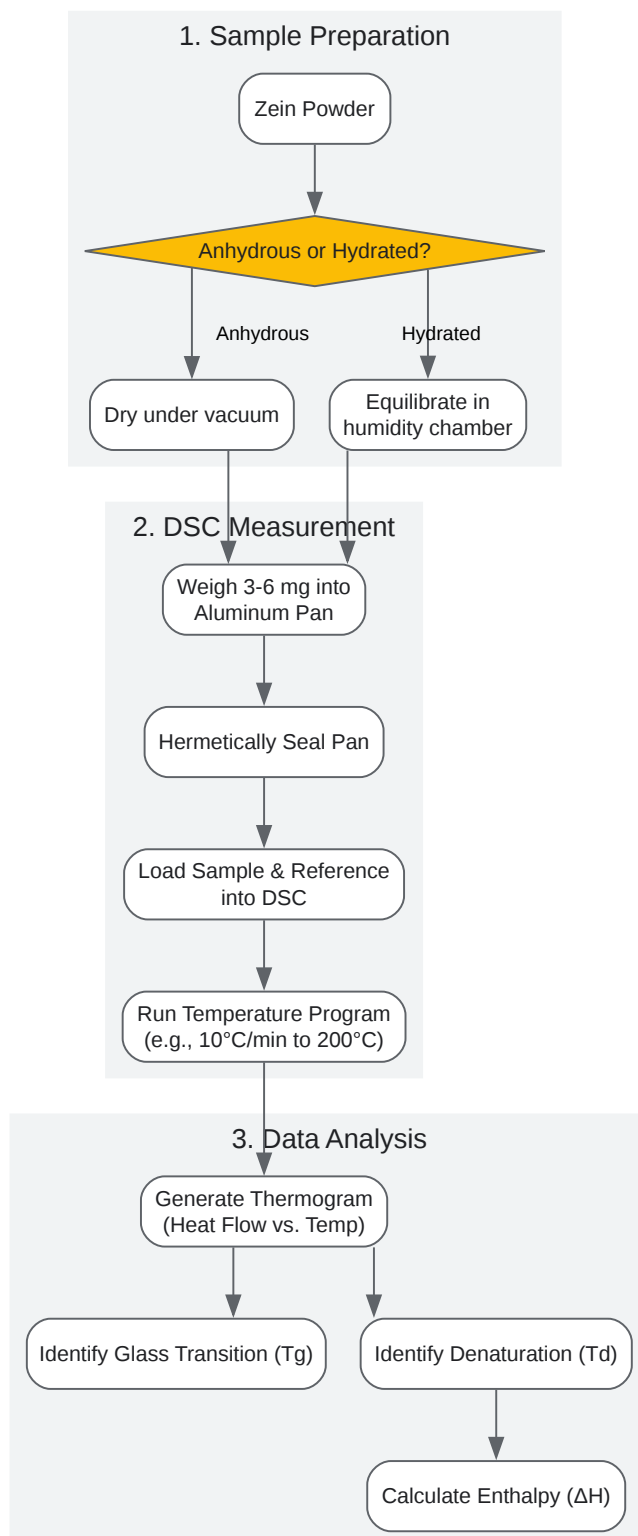 1. Sample Preparation
Zein Powder
Anhydrous or Hydrated?
Anhydrous
Hydrated
Dry under vacuum
Equilibrate in
humidity chamber
2. DSC Measurement
Weigh 3-6 mg into
Aluminum Pan
Hermetically Seal Pan
Load Sample & Reference
into DSC
Run Temperature Program
(e.g., 10°C/min to 200°C)
3. Data Analysis
Generate Thermogram
(Heat Flow vs. Temp)
Identify Glass Transition (Tg)
Identify Denaturation (Td)
Calculate Enthalpy (ΔH)